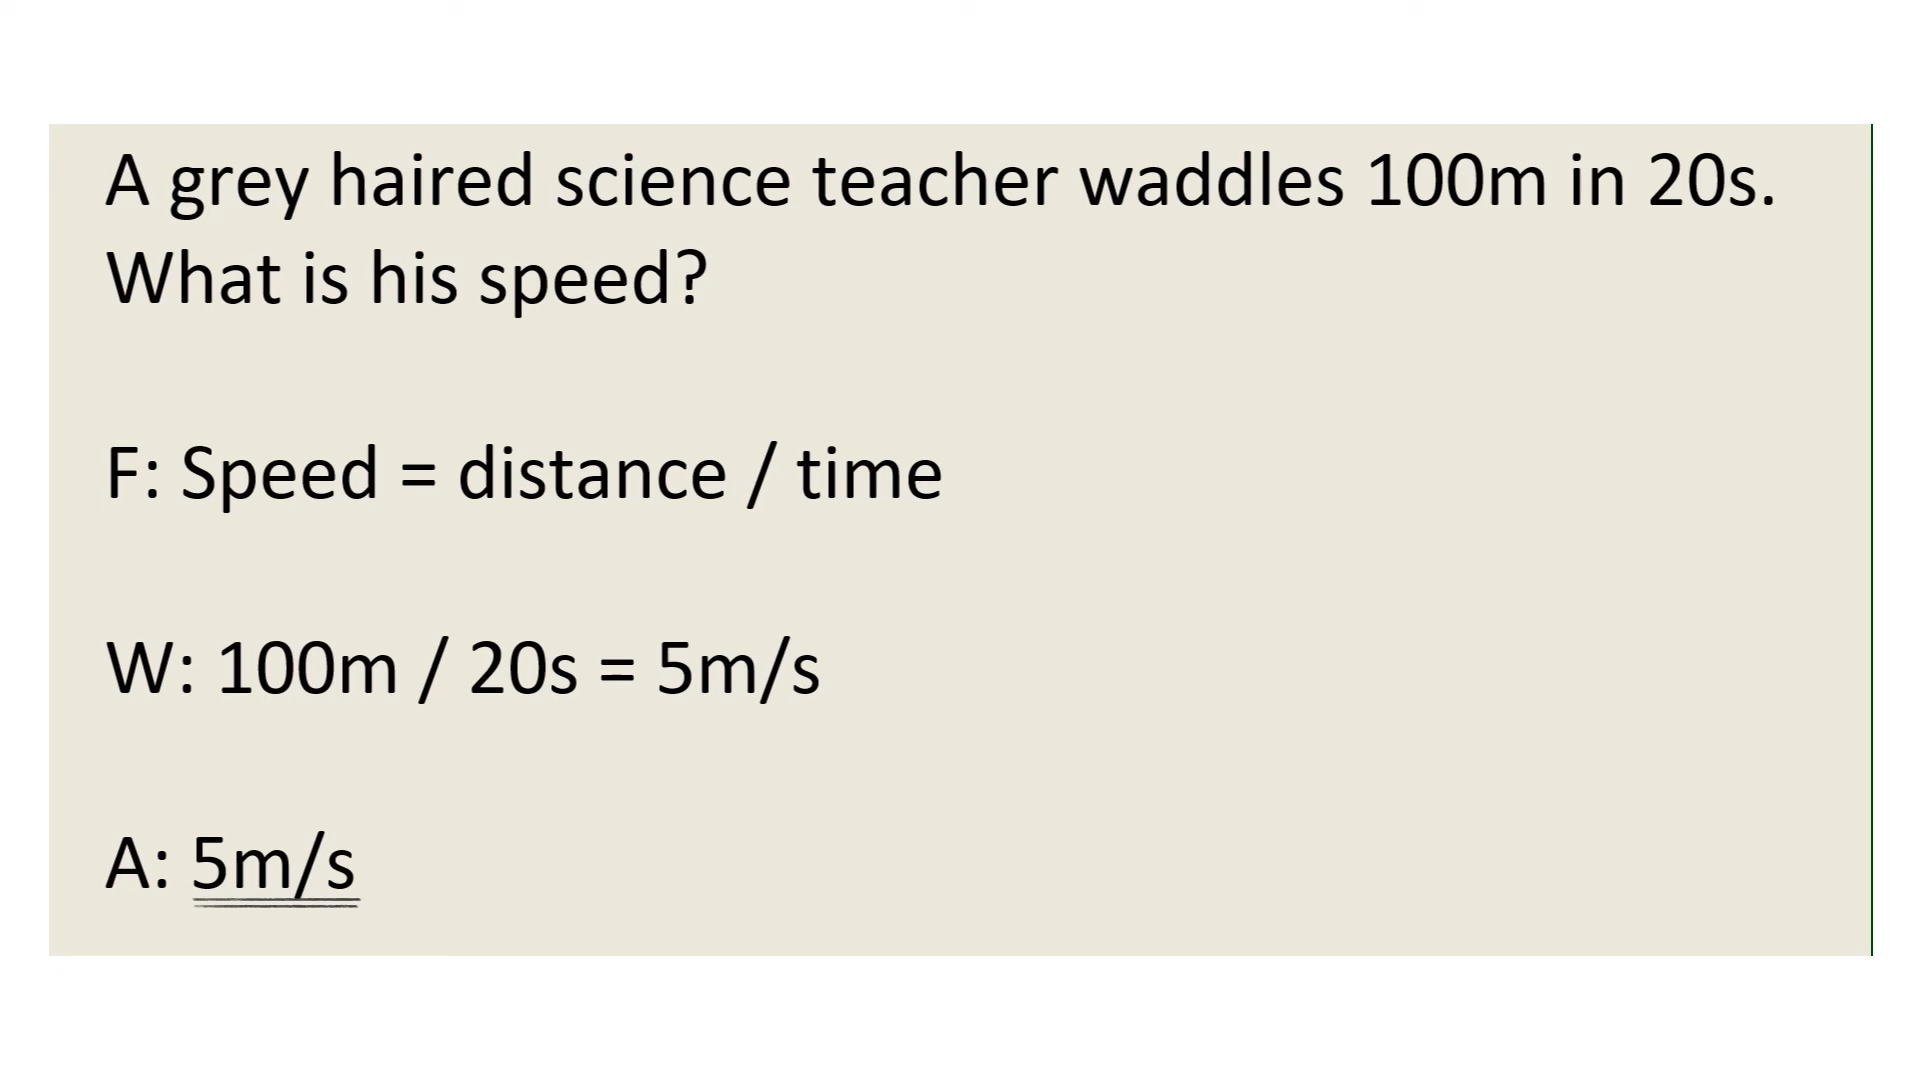 A grey haired science teacher waddles 100m in 20s.
What is his speed?
F: Speed = distance / time
W: 100m / 20s = 5m/s
A: 5m/s